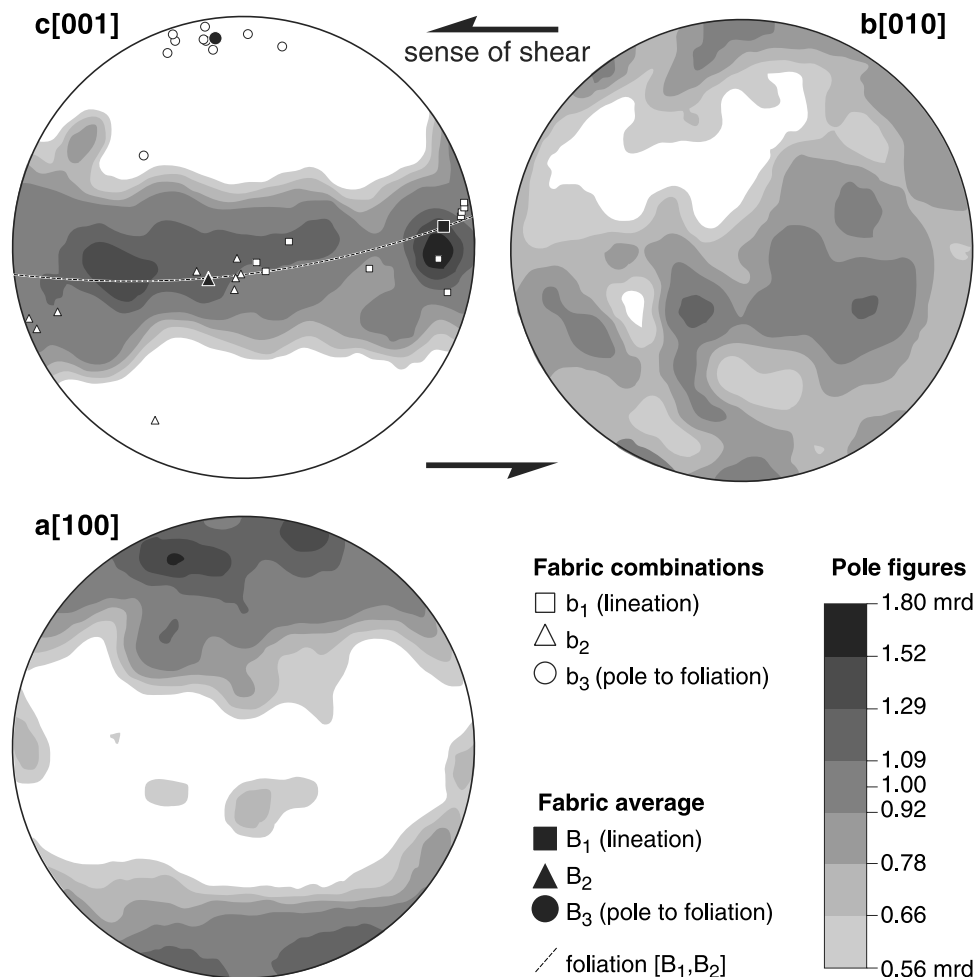 c[001]
sense of shear
b[010]
a[100]
Fabric combinations
b1 (lineation)
b2
b3 (pole to foliation)
Fabric average
B1 (lineation)
B2
B3 (pole to foliation)
foliation [B1,B2]
Pole figures
1.80 mrd
1.52
1.29
1.09
1.00
0.92
0.78
0.66
0.56 mrd